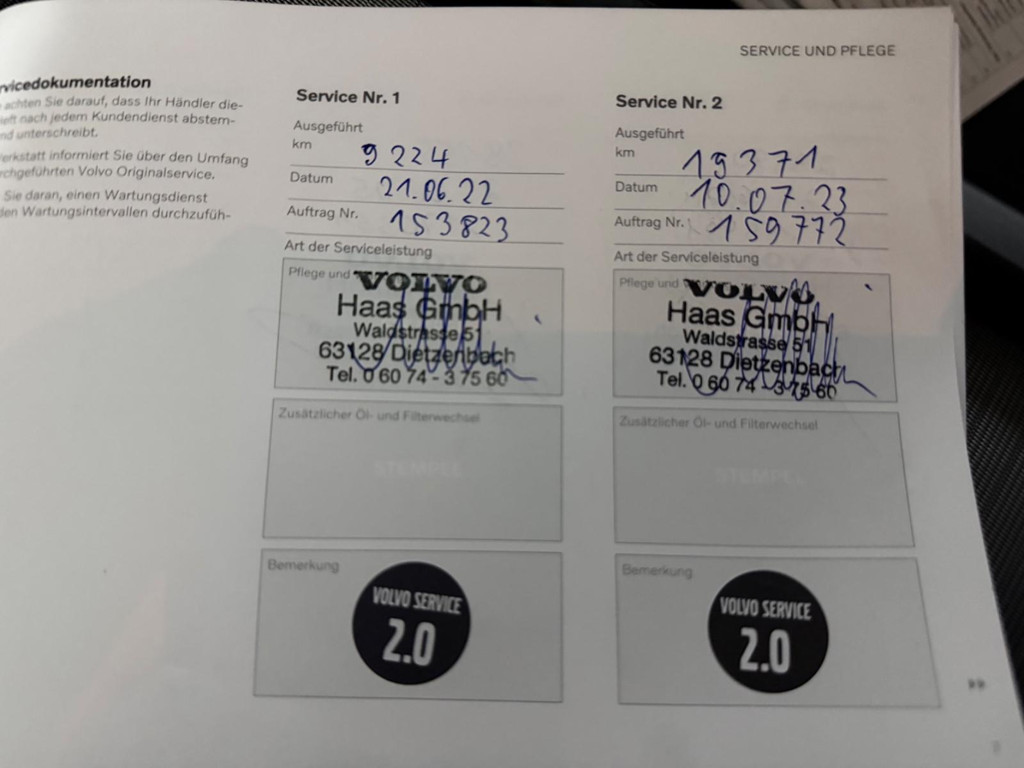 SERVICE UND PFLEGE
rvicedokumentation
achten Sie darauf, dass Ihr Händler die-
nach jedem Kundendienst abstem-
nd unterschreibt.
erkstatt informiert Sie über den Umfang
rchgeführten Volvo Originalservice.
Sie daran, einen Wartungsdienst
den Wartungsintervallen durchzufüh-
Service Nr. 1
Ausgeführt
km 9 224
Datum 21.06.22
Auftrag Nr. 153823
Art der Serviceleistung
Pflege und VOLVO
Haas GmbH
Waldstrasse 51
63128 Dietzenbach
Tel. 0 60 74 - 3 75 60
Zusätzlicher Öl- und Filterwechsel
STEMPEL
Bemerkung
VOLVO SERVICE
2.0
Service Nr. 2
Ausgeführt
km 19371
Datum 10.07.23
Auftrag Nr. 159772
Art der Serviceleistung
Pflege und VOLVO
Haas GmbH
Waldstrasse 51
63128 Dietzenbach
Tel. 0 60 74 - 3 75 60
Zusätzlicher Öl- und Filterwechsel
STEMPEL
Bemerkung
VOLVO SERVICE
2.0